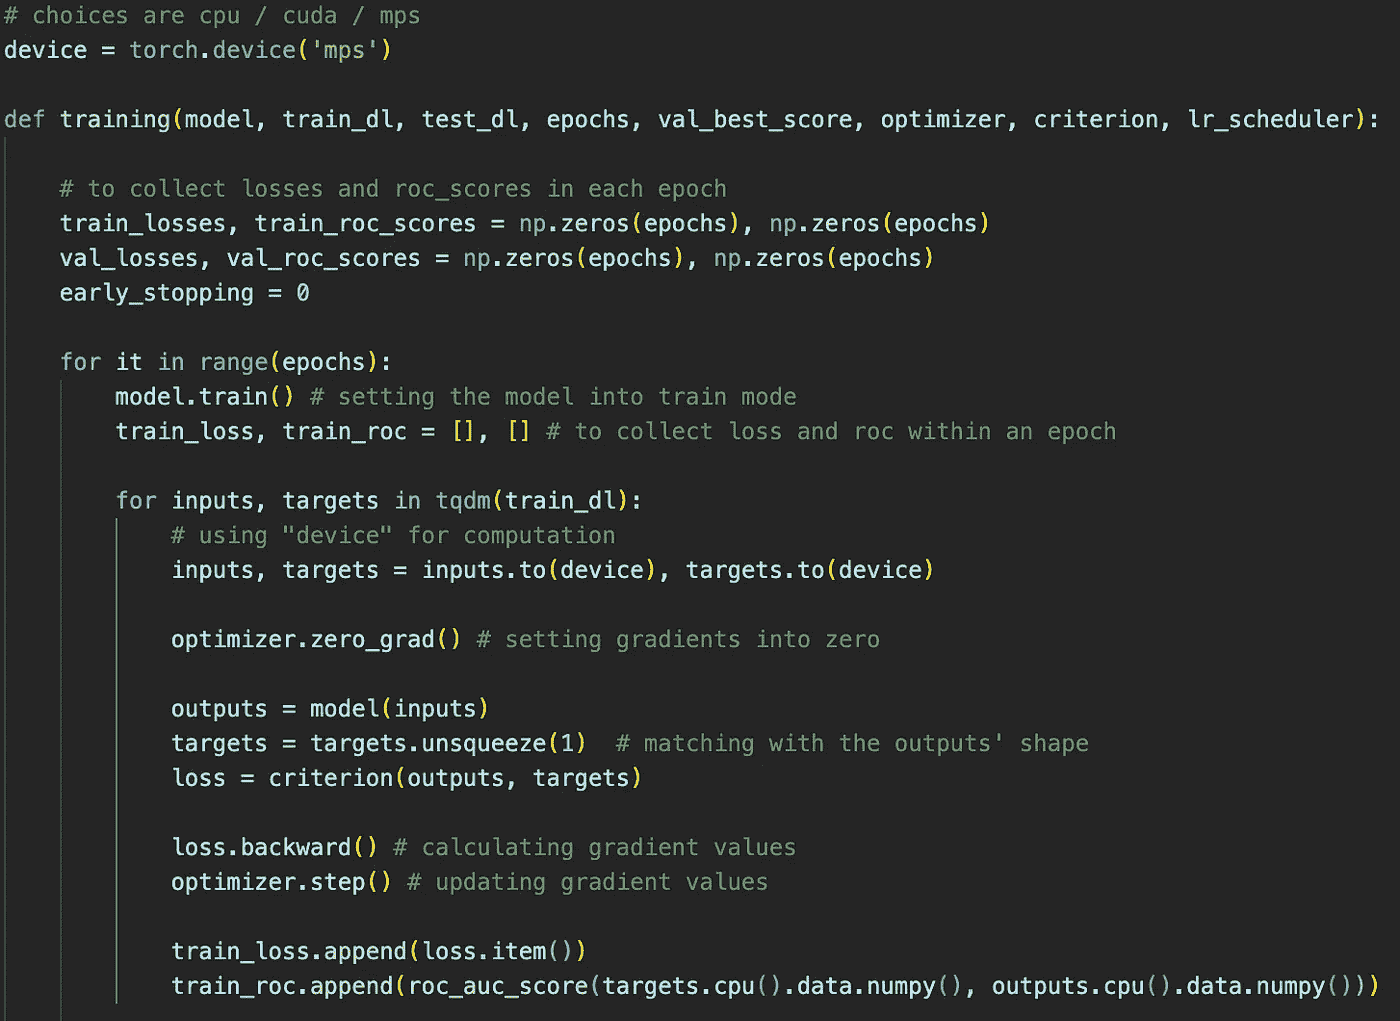 # choices are cpu / cuda / mps
device = torch.device('mps')
def training(model, train_dl, test_dl, epochs, val_best_score, optimizer, criterion, lr_scheduler):
# to collect losses and roc_scores in each epoch
train_losses, train_roc_scores = np.zeros(epochs), np.zeros(epochs)
val_losses, val_roc_scores = np.zeros(epochs), np.zeros(epochs)
early_stopping = 0
for it in range(epochs):
model.train() # setting the model into train mode
train_loss, train_roc = [], [] # to collect loss and roc within an epoch
for inputs, targets in tqdm(train_dl):
# using "device" for computation
inputs, targets = inputs.to(device), targets.to(device)
optimizer.zero_grad() # setting gradients into zero
outputs = model(inputs)
targets = targets.unsqueeze(1)  # matching with the outputs' shape
loss = criterion(outputs, targets)
loss.backward() # calculating gradient values
optimizer.step() # updating gradient values
train_loss.append(loss.item())
train_roc.append(roc_auc_score(targets.cpu().data.numpy(), outputs.cpu().data.numpy()))